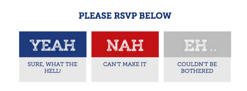 PLEASE RSVP BELOW
YEAH
SURE, WHAT THE
HELL!
NAH
CAN'T MAKE IT
EH..
COULDN'T BE
BOTHERED